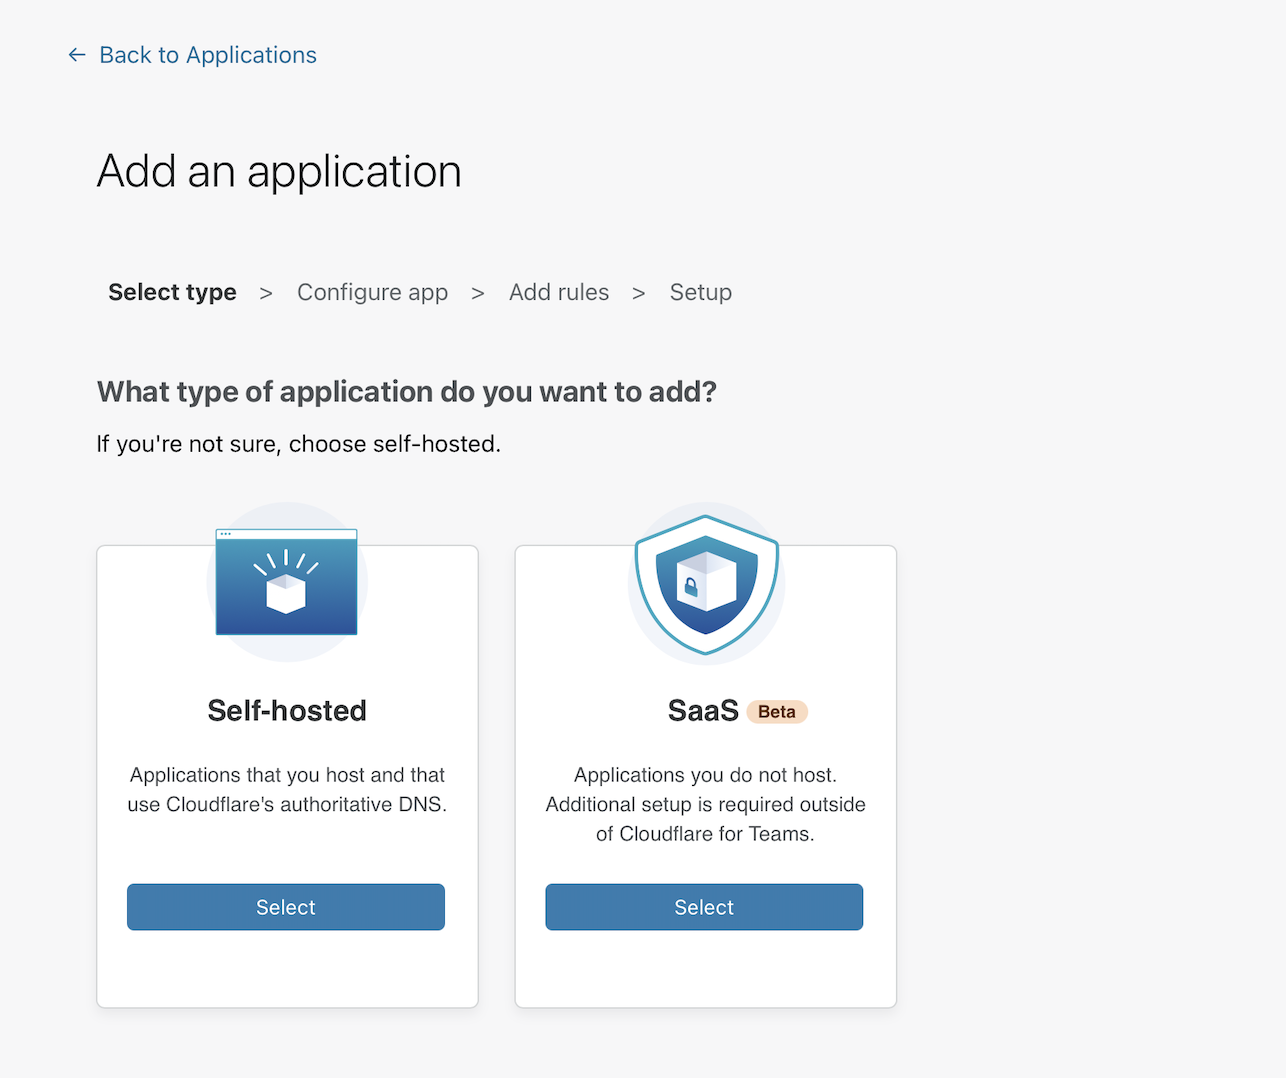 ← Back to Applications
Add an application
Select type > Configure app > Add rules > Setup
What type of application do you want to add?
If you're not sure, choose self-hosted.
Self-hosted
Applications that you host and that
use Cloudflare's authoritative DNS.
Select
SaaS Beta
Applications you do not host.
Additional setup is required outside
of Cloudflare for Teams.
Select